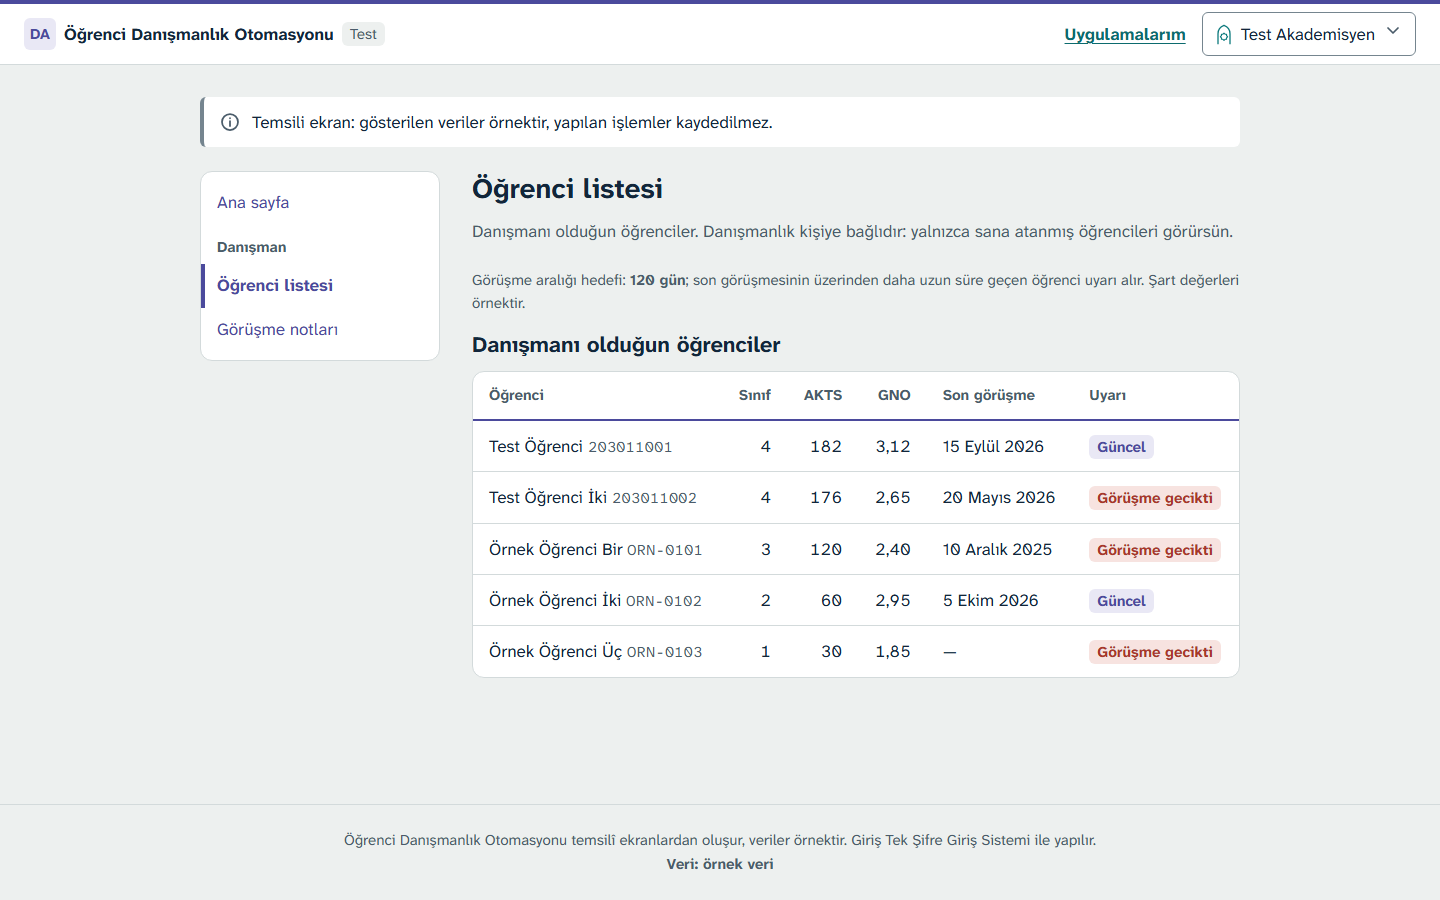 DA Öğrenci Danışmanlık Otomasyonu Test
Uygulamalarım
Test Akademisyen
Temsili ekran: gösterilen veriler örnektir, yapılan işlemler kaydedilmez.
Ana sayfa
Danışman
Öğrenci listesi
Görüşme notları
Öğrenci listesi
Danışmanı olduğun öğrenciler. Danışmanlık kişiye bağlıdır: yalnızca sana atanmış öğrencileri görürsün.
Görüşme aralığı hedefi: 120 gün; son görüşmesinin üzerinden daha uzun süre geçen öğrenci uyarı alır. Şart değerleri
örnektir.
Danışmanı olduğun öğrenciler
Öğrenci Sınıf AKTS GNO Son görüşme Uyarı
Test Öğrenci 203011001 4 182 3,12 15 Eylül 2026 Güncel
Test Öğrenci İki 203011002 4 176 2,65 20 Mayıs 2026 Görüşme gecikti
Örnek Öğrenci Bir ORN-0101 3 120 2,40 10 Aralık 2025 Görüşme gecikti
Örnek Öğrenci İki ORN-0102 2 60 2,95 5 Ekim 2026 Güncel
Örnek Öğrenci Üç ORN-0103 1 30 1,85 — Görüşme gecikti
Öğrenci Danışmanlık Otomasyonu temsilî ekranlardan oluşur, veriler örnektir. Giriş Tek Şifre Giriş Sistemi ile yapılır.
Veri: örnek veri